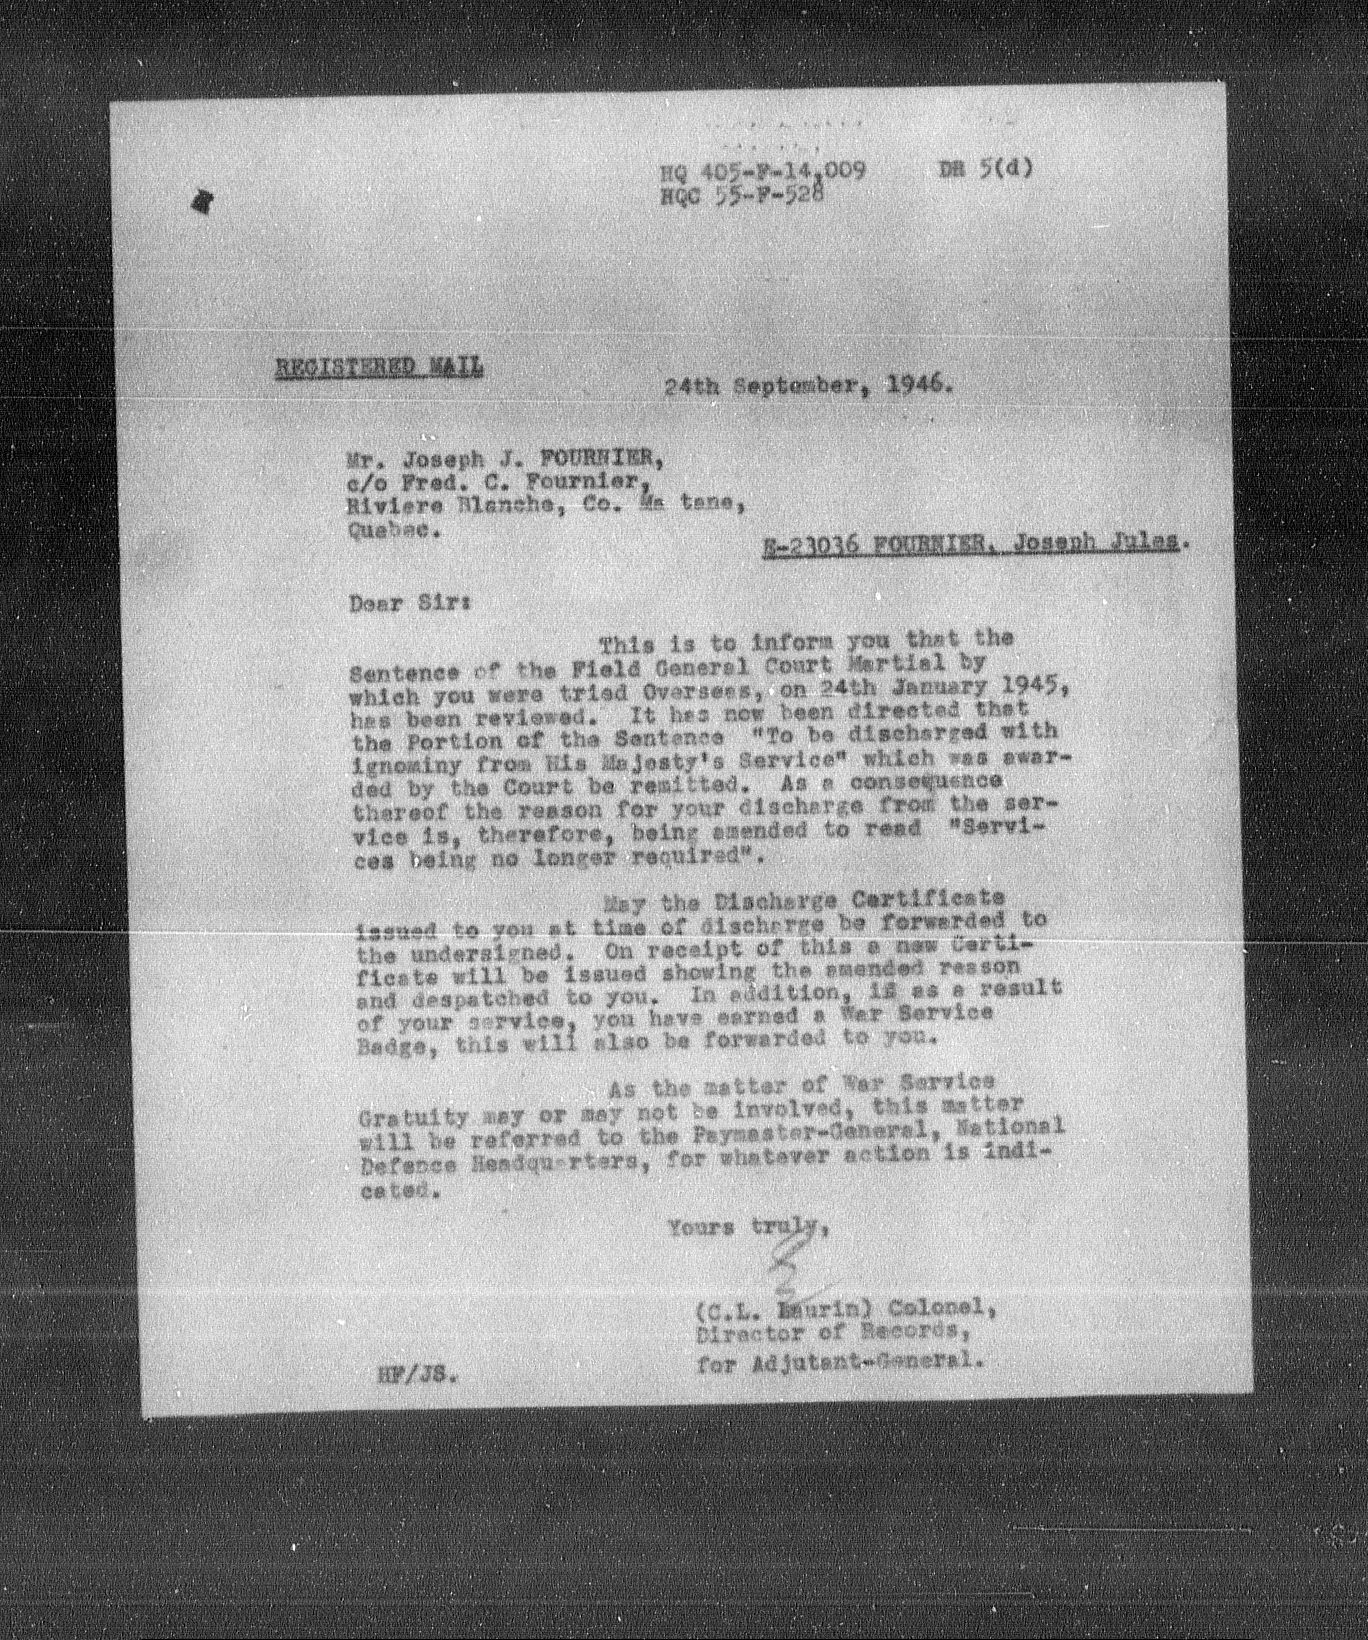 HQ 405-F-14,009 DR 5(d)
HQC 55-F-528
REGISTERED MAIL
24th September, 1946.
Mr. Joseph J. FOURNIER,
c/o Fred. C. Fournier,
Riviere Blanche, Co. Ma tane,
Quebec.
E-23036 FOURNIER, Joseph Jules.
Dear Sir:
This is to inform you that the
Sentence of the Field General Court Martial by
which you were tried Overseas, on 24th January 1945,
has been reviewed. It has now been directed that
the Portion of the Sentence "To be discharged with
ignominy from His Majesty's Service" which was awar-
ded by the Court be remitted. As a consequence
thereof the reason for your discharge from the ser-
vice is, therefore, being amended to read "Servi-
ces being no longer required".
May the Discharge Certificate
issued to you at time of discharge be forwarded to
the undersigned. On receipt of this a new Certi-
ficate will be issued showing the amended reason
and despatched to you. In addition, if as a result
of your service, you have earned a War Service
Badge, this will also be forwarded to you.
As the matter of War Service
Gratuity may or may not be involved, this matter
will be referred to the Paymaster-General, National
Defence Headquarters, for whatever action is indi-
cated.
Yours truly,
(C.L. Laurin) Colonel,
Director of Records,
for Adjutant-General.
HF/JS.